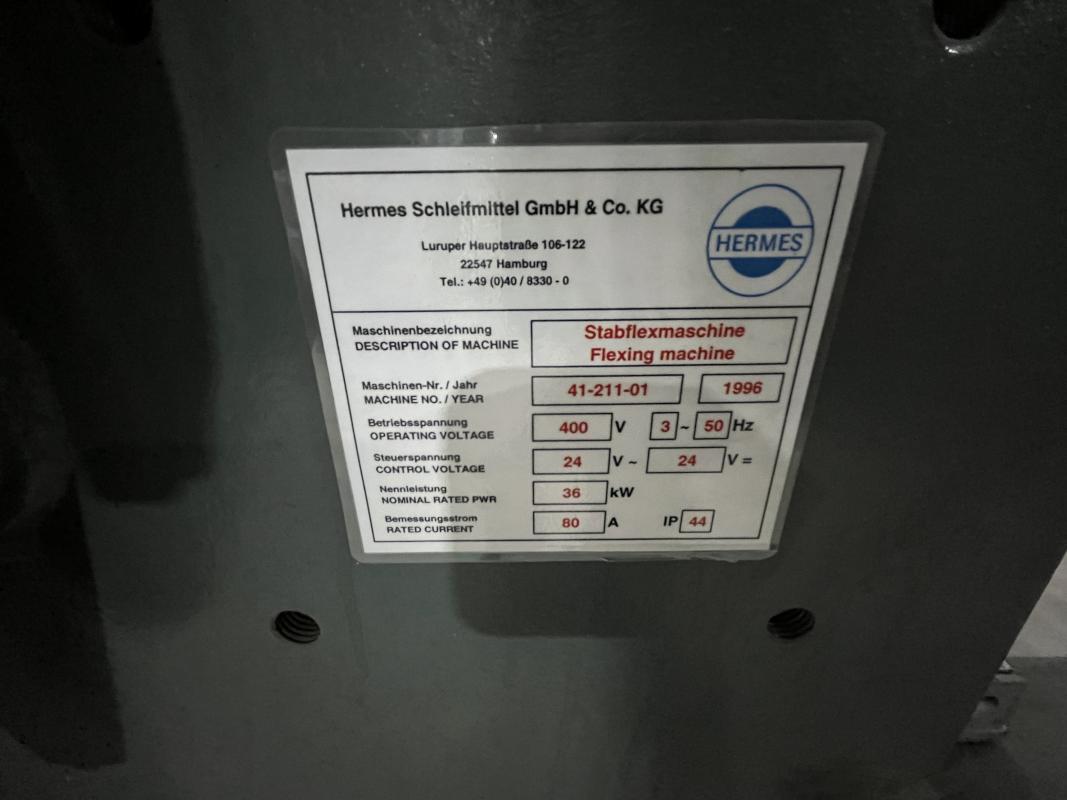 Hermes Schleifmittel GmbH & Co. KG
Luruper Hauptstraße 106-122
22547 Hamburg
Tel.: +49 (0)40 / 8330 - 0
HERMES
Maschinenbezeichnung
DESCRIPTION OF MACHINE
Stabflexmaschine
Flexing machine
Maschinen-Nr. / Jahr
MACHINE NO. / YEAR
41-211-01 1996
Betriebsspannung
OPERATING VOLTAGE
400 V 3 ~ 50 Hz
Steuerspannung
CONTROL VOLTAGE
24 V ~ 24 V =
Nennleistung
NOMINAL RATED PWR
36 kW
Bemessungsstrom
RATED CURRENT
80 A IP 44